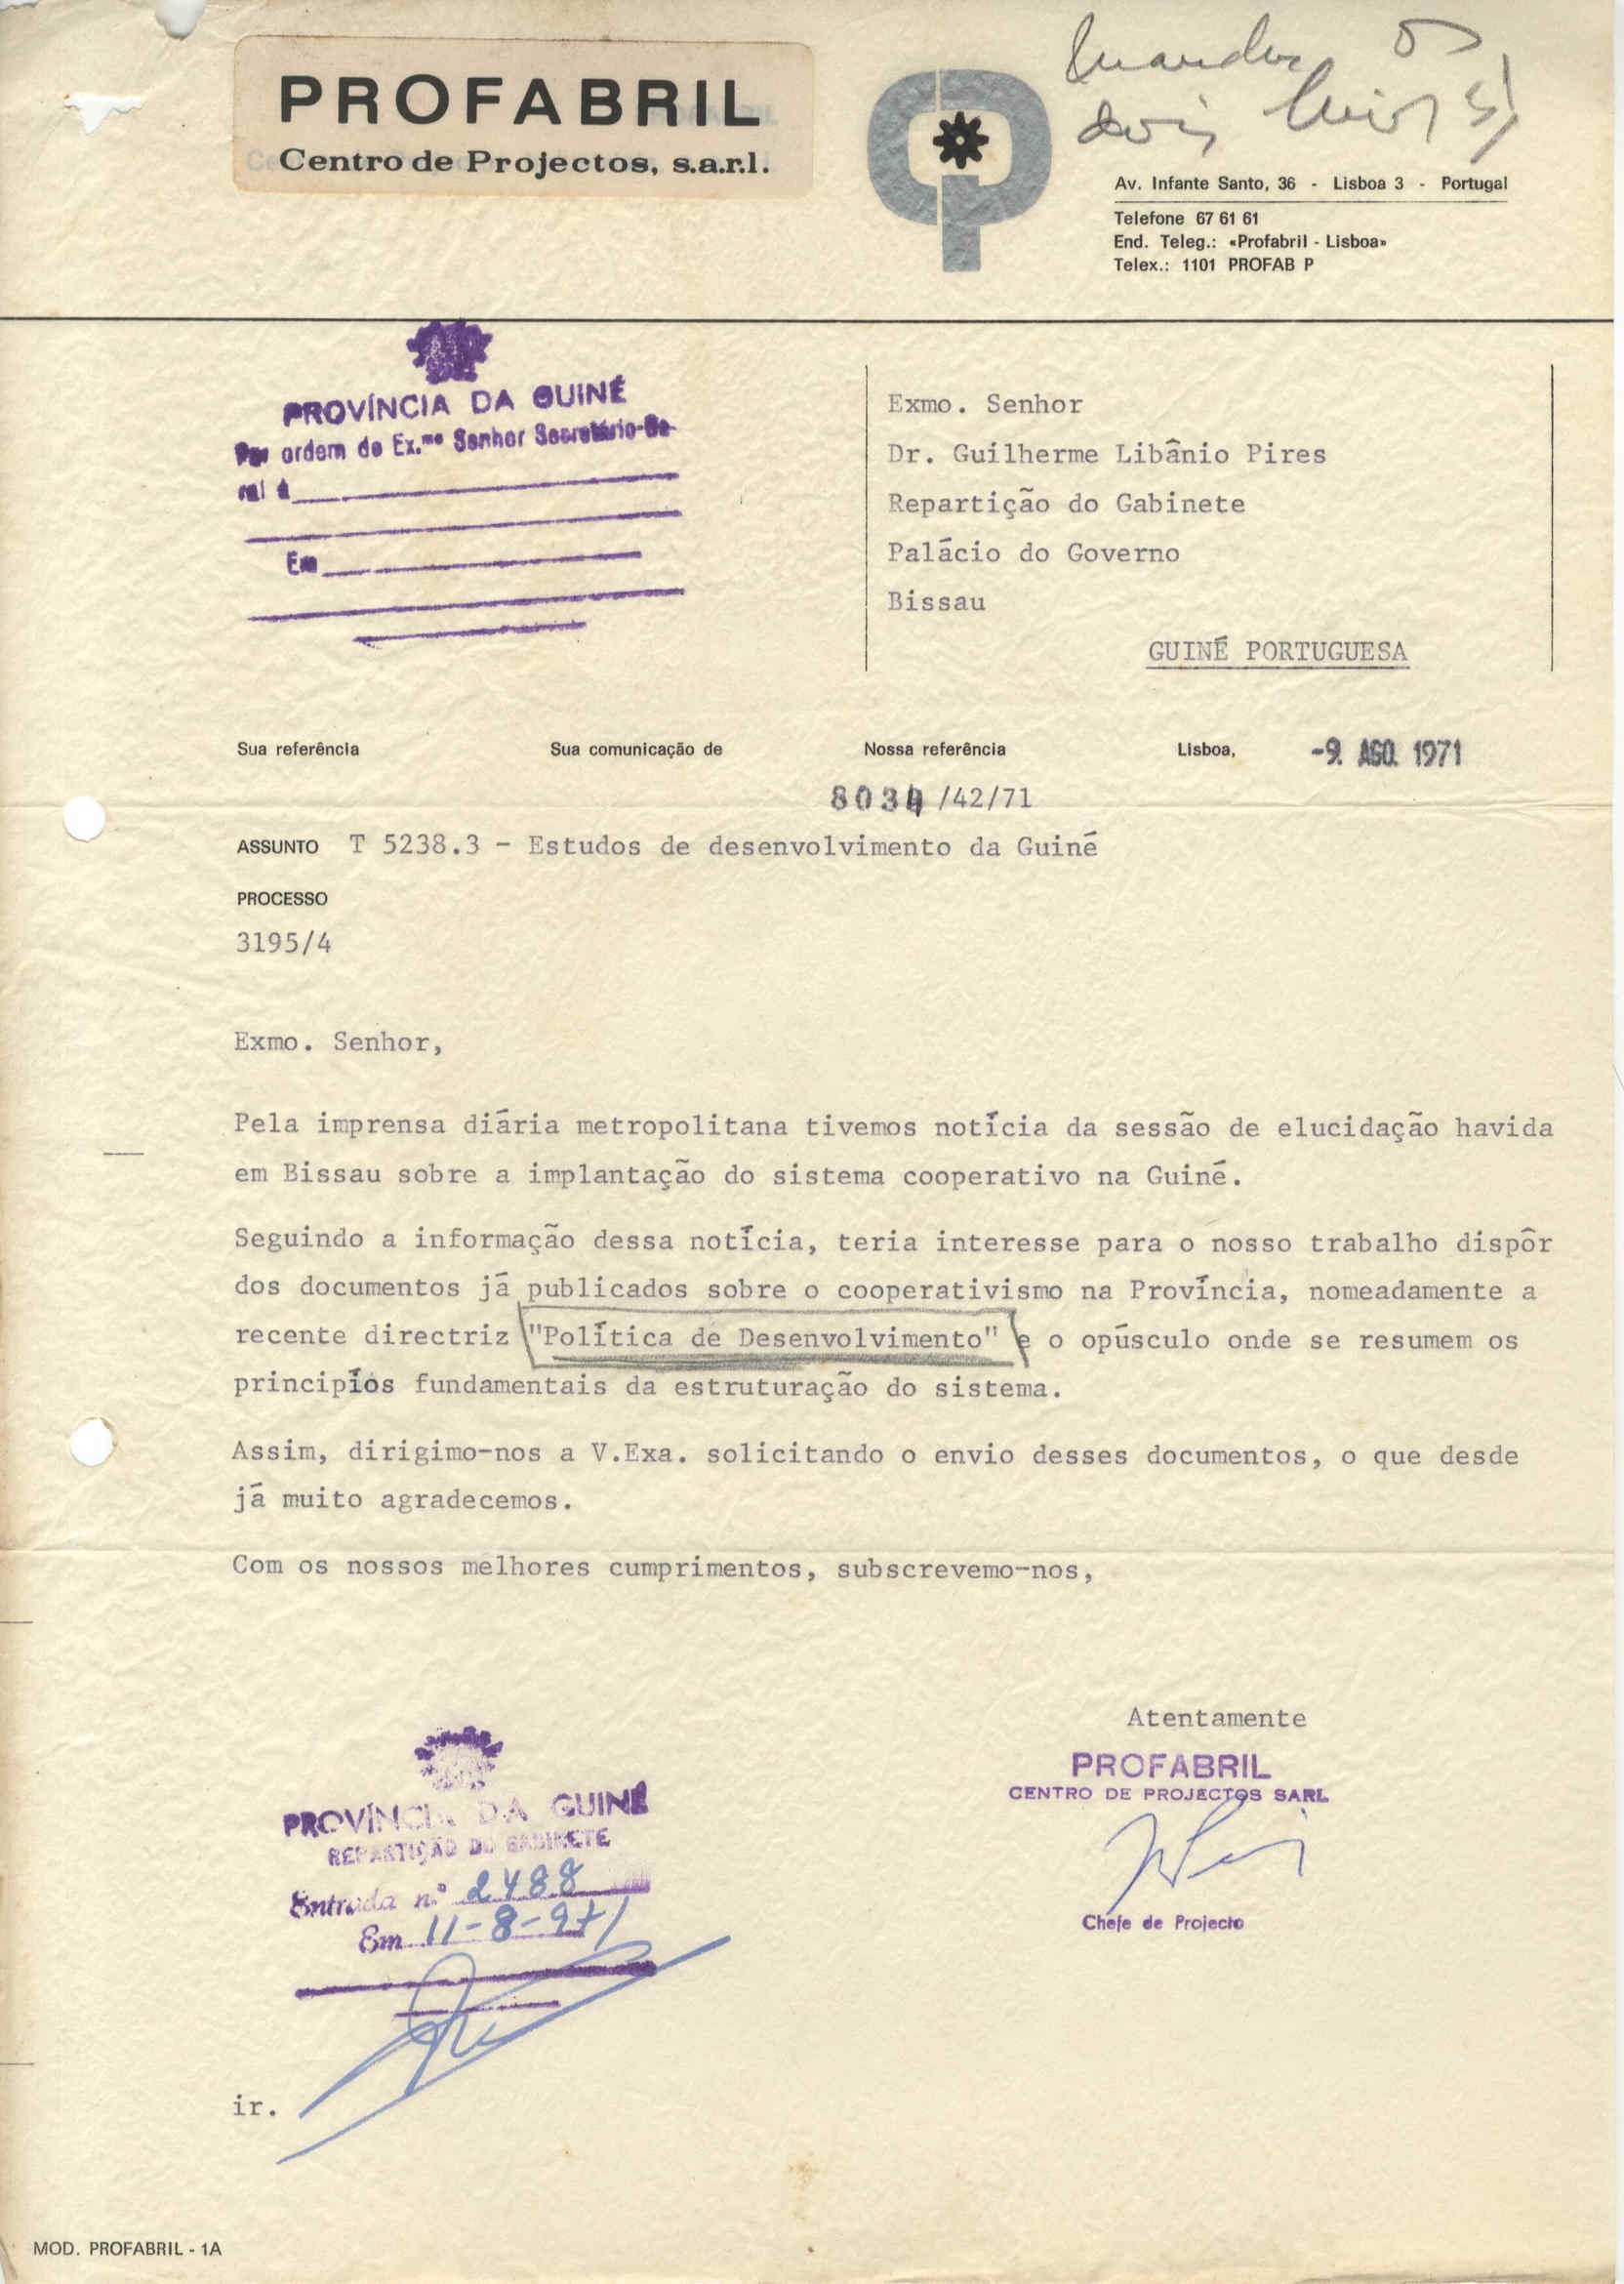 PROFABRIL
Centro de Projectos, s.a.r.l.
Mandar os
dois livros
Av. Infante Santo, 36 - Lisboa 3 - Portugal
Telefone 67 61 61
End. Teleg.: «Profabril - Lisboa»
Telex.: 1101 PROFAB P
PROVÍNCIA DA GUINÉ
Por ordem de Ex.mo Senhor Secretário-Ge-
ral á
Em
Exmo. Senhor
Dr. Guilherme Libânio Pires
Repartição do Gabinete
Palácio do Governo
Bissau
GUINÉ PORTUGUESA
Sua referência Sua comunicação de Nossa referência Lisboa, -9. AGO. 1971
8034/42/71
ASSUNTO T 5238.3 - Estudos de desenvolvimento da Guiné
PROCESSO
3195/4
Exmo. Senhor,
Pela imprensa diária metropolitana tivemos notícia da sessão de elucidação havida
em Bissau sobre a implantação do sistema cooperativo na Guiné.
Seguindo a informação dessa notícia, teria interesse para o nosso trabalho dispôr
dos documentos já publicados sobre o cooperativismo na Província, nomeadamente a
recente directriz "Política de Desenvolvimento" e o opúsculo onde se resumem os
principíos fundamentais da estruturação do sistema.
Assim, dirigimo-nos a V.Exa. solicitando o envio desses documentos, o que desde
já muito agradecemos.
Com os nossos melhores cumprimentos, subscrevemo-nos,
Atentamente
PROFABRIL
CENTRO DE PROJECTOS SARL
Chefe de Projecto
PROVÍNCIA DA GUINÉ
REPARTIÇÃO DO GABINETE
Entrada n.º 2488
Em 11-8-971
ir.
MOD. PROFABRIL - 1A